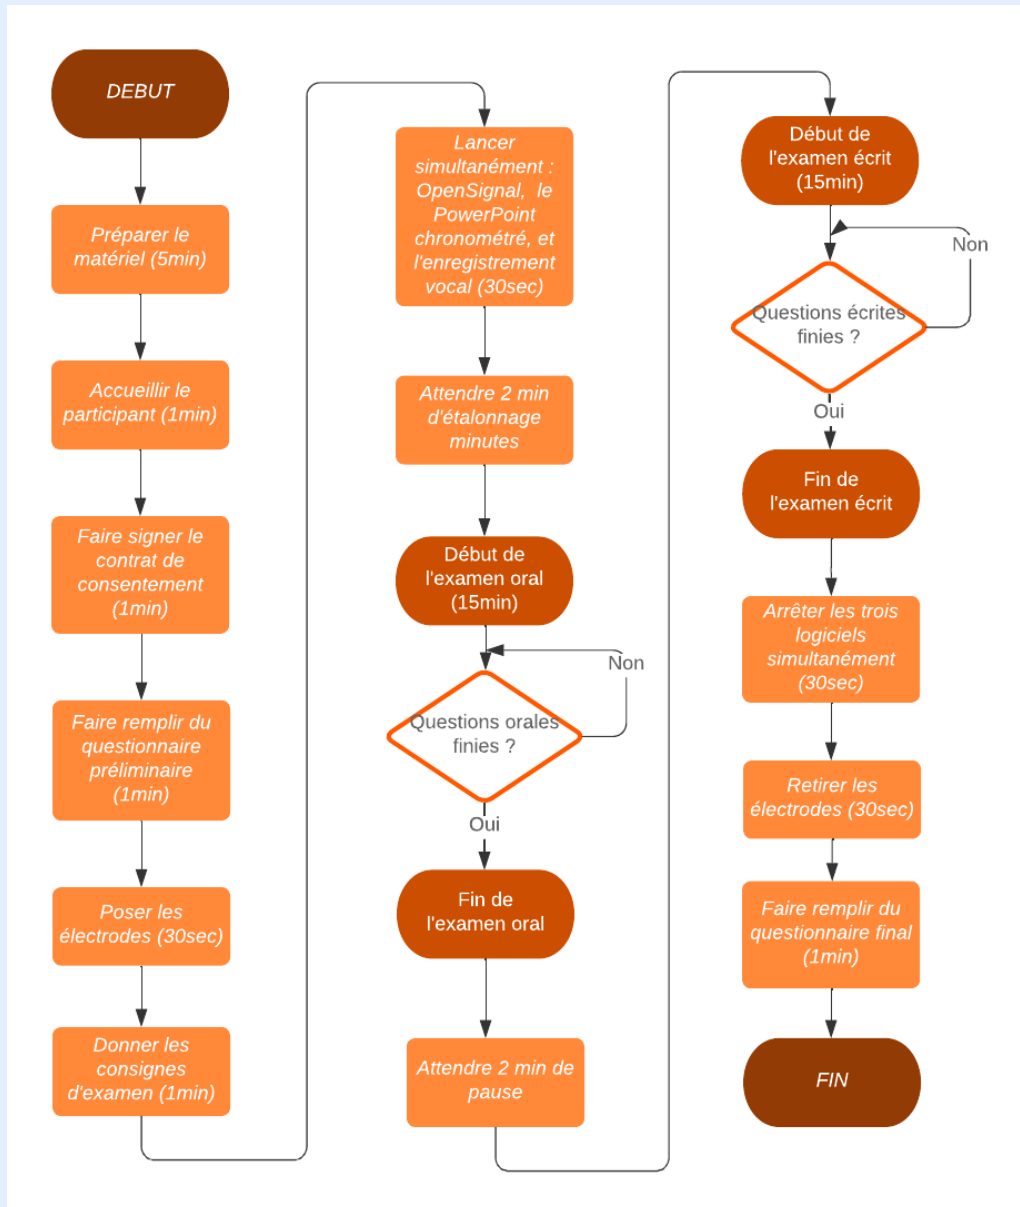 DEBUT
Préparer le
matériel (5min)
Accueillir le
participant (1min)
Faire signer le
contrat de
consentement
(1min)
Faire remplir du
questionnaire
préliminaire
(1min)
Poser les
électrodes (30sec)
Donner les
consignes
d'examen (1min)
Lancer
simultanément :
OpenSignal, le
PowerPoint
chronométré, et
l'enregistrement
vocal (30sec)
Attendre 2 min
d'étalonnage
minutes
Début de
l'examen oral
(15min)
Non
Questions orales
finies ?
Oui
Fin de
l'examen oral
Attendre 2 min de
pause
Début de
l'examen écrit
(15min)
Non
Questions écrites
finies ?
Oui
Fin de
l'examen écrit
Arrêter les trois
logiciels
simultanément
(30sec)
Retirer les
électrodes (30sec)
Faire remplir du
questionnaire final
(1min)
FIN